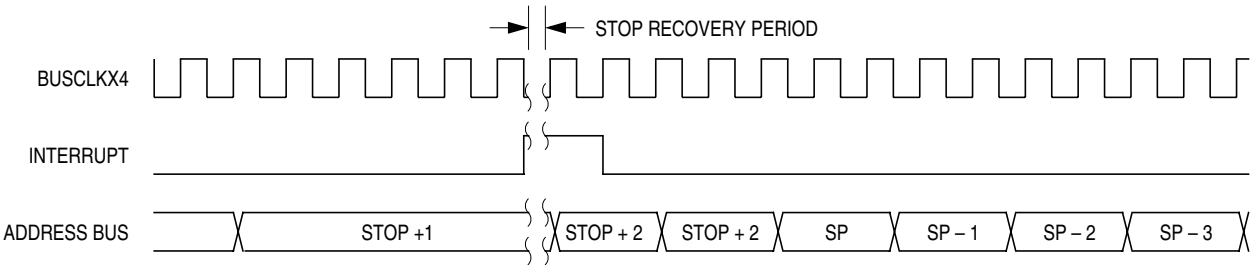 STOP RECOVERY PERIOD
BUSCLKX4
INTERRUPT
ADDRESS BUS STOP +1 STOP + 2 STOP + 2 SP SP – 1 SP – 2 SP – 3